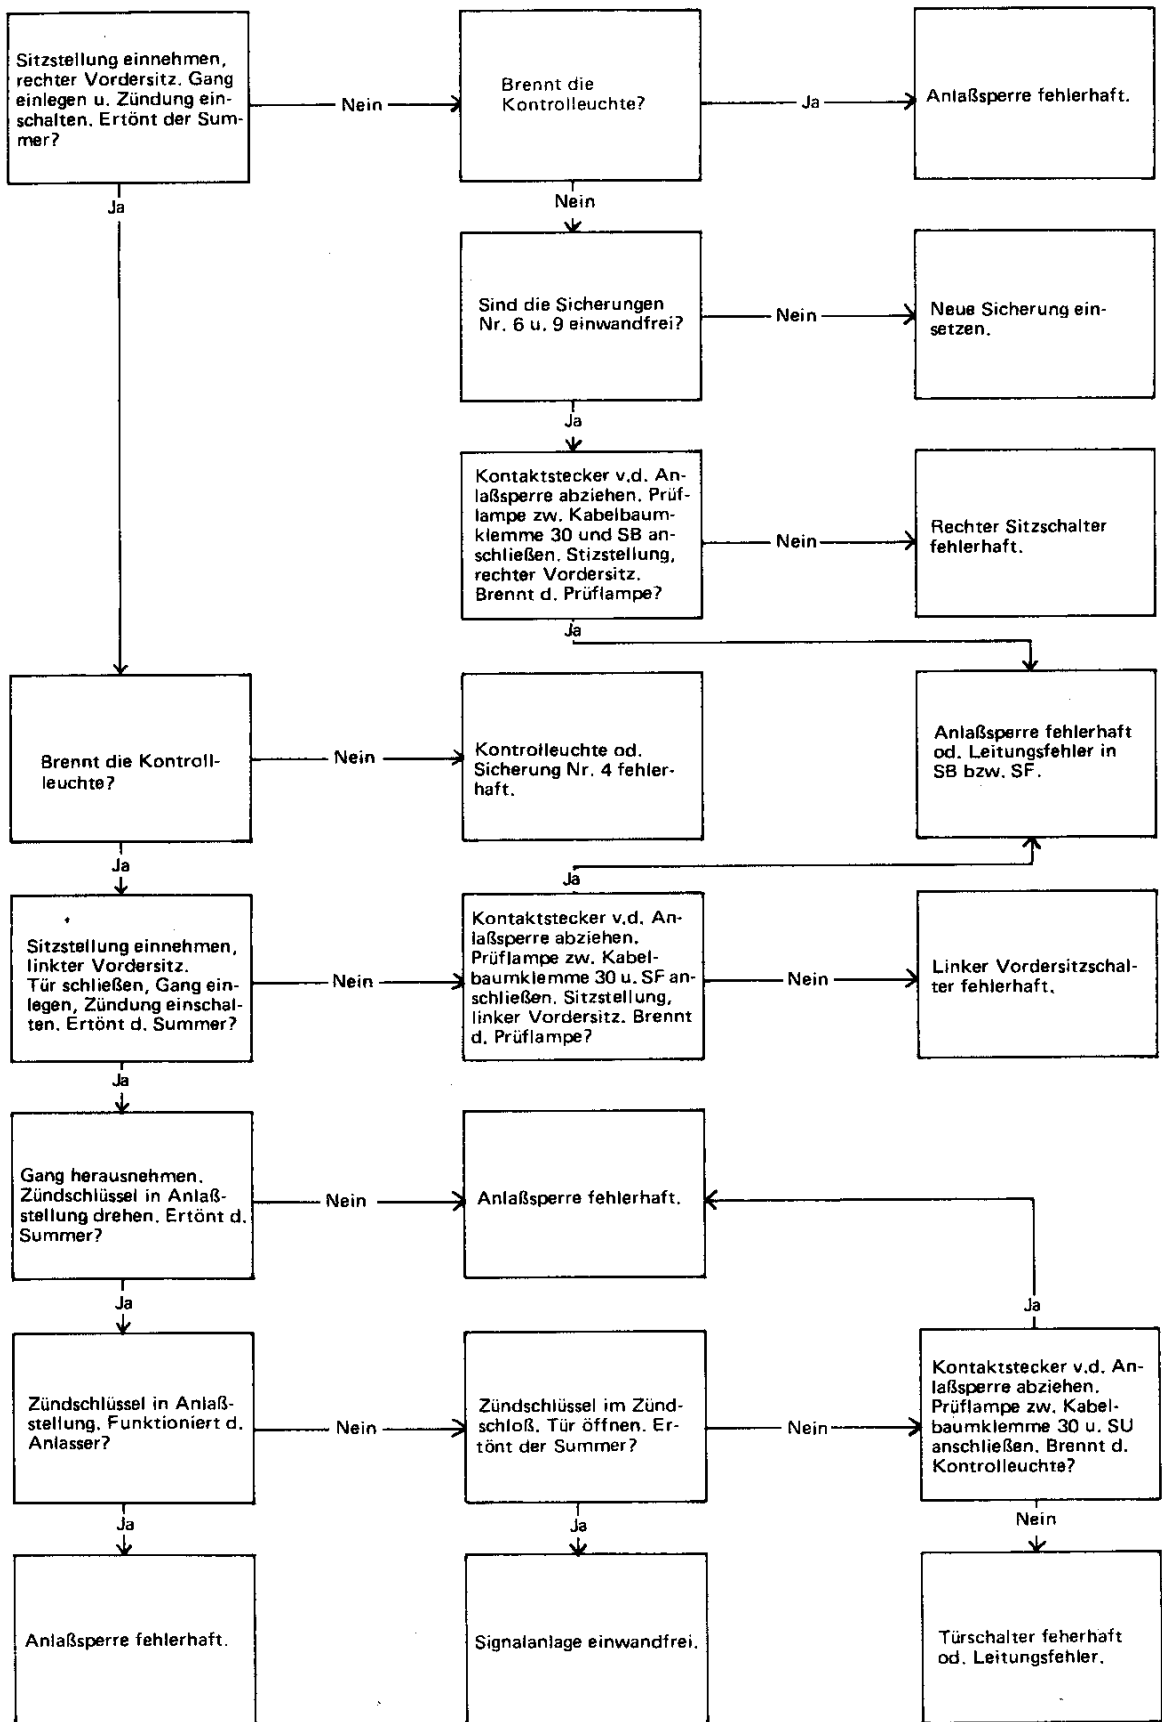 Sitzstellung einnehmen,
rechter Vordersitz. Gang
einlegen u. Zündung ein-
schalten. Ertönt der Sum-
mer?
Nein
Brennt die
Kontrolleuchte?
Ja
Anlaßsperre fehlerhaft.
Ja
Nein
Sind die Sicherungen
Nr. 6 u. 9 einwandfrei?
Nein
Neue Sicherung ein-
setzen.
Ja
Kontaktstecker v.d. An-
laßsperre abziehen. Prüf-
lampe zw. Kabelbaum-
klemme 30 und SB an-
schließen. Stizstellung,
rechter Vordersitz.
Brennt d. Prüflampe?
Nein
Rechter Sitzschalter
fehlerhaft.
Ja
Brennt die Kontroll-
leuchte?
Nein
Kontrolleuchte od.
Sicherung Nr. 4 fehler-
haft.
Anlaßsperre fehlerhaft
od. Leitungsfehler in
SB bzw. SF.
Ja
Ja
Sitzstellung einnehmen,
linkter Vordersitz.
Tür schließen, Gang ein-
legen, Zündung einschal-
ten. Ertönt d. Summer?
Nein
Kontaktstecker v.d. An-
laßsperre abziehen.
Prüflampe zw. Kabel-
baumklemme 30 u. SF an-
schließen. Sitzstellung,
linker Vordersitz. Brennt
d. Prüflampe?
Nein
Linker Vordersitzschal-
ter fehlerhaft.
Ja
Gang herausnehmen.
Zündschlüssel in Anlaß-
stellung drehen. Ertönt d.
Summer?
Nein
Anlaßsperre fehlerhaft.
Ja
Ja
Zündschlüssel in Anlaß-
stellung. Funktioniert d.
Anlasser?
Nein
Zündschlüssel im Zünd-
schloß. Tür öffnen. Er-
tönt der Summer?
Nein
Kontaktstecker v.d. An-
laßsperre abziehen.
Prüflampe zw. Kabel-
baumklemme 30 u. SU
anschließen. Brennt d.
Kontrolleuchte?
Ja
Ja
Nein
Anlaßsperre fehlerhaft.
Signalanlage einwandfrei.
Türschalter feherhaft
od. Leitungsfehler.